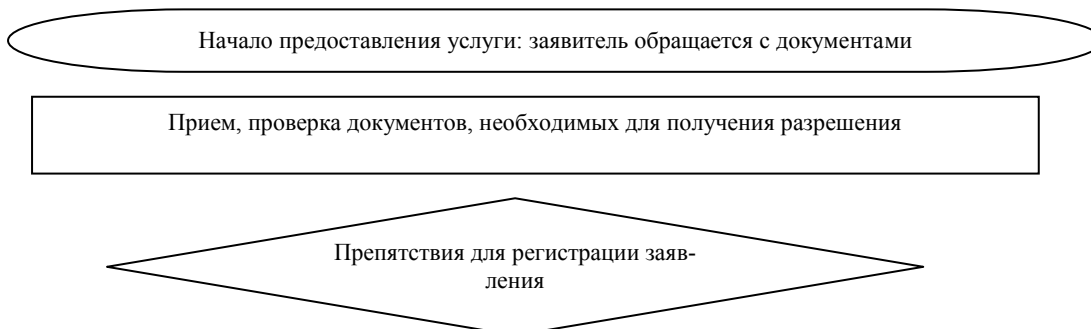 Начало предоставления услуги: заявитель обращается с документами
Прием, проверка документов, необходимых для получения разрешения
Препятствия для регистрации заяв-
ления